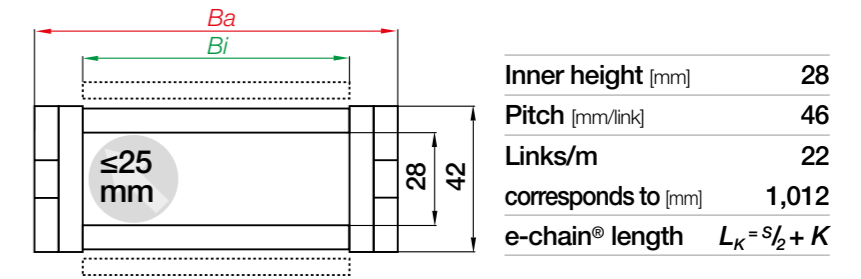 Ba
Bi
≤25
mm
28
42
Inner height [mm] 28
Pitch [mm/link] 46
Links/m 22
corresponds to [mm] 1,012
e-chain® length L_K = S/2 + K